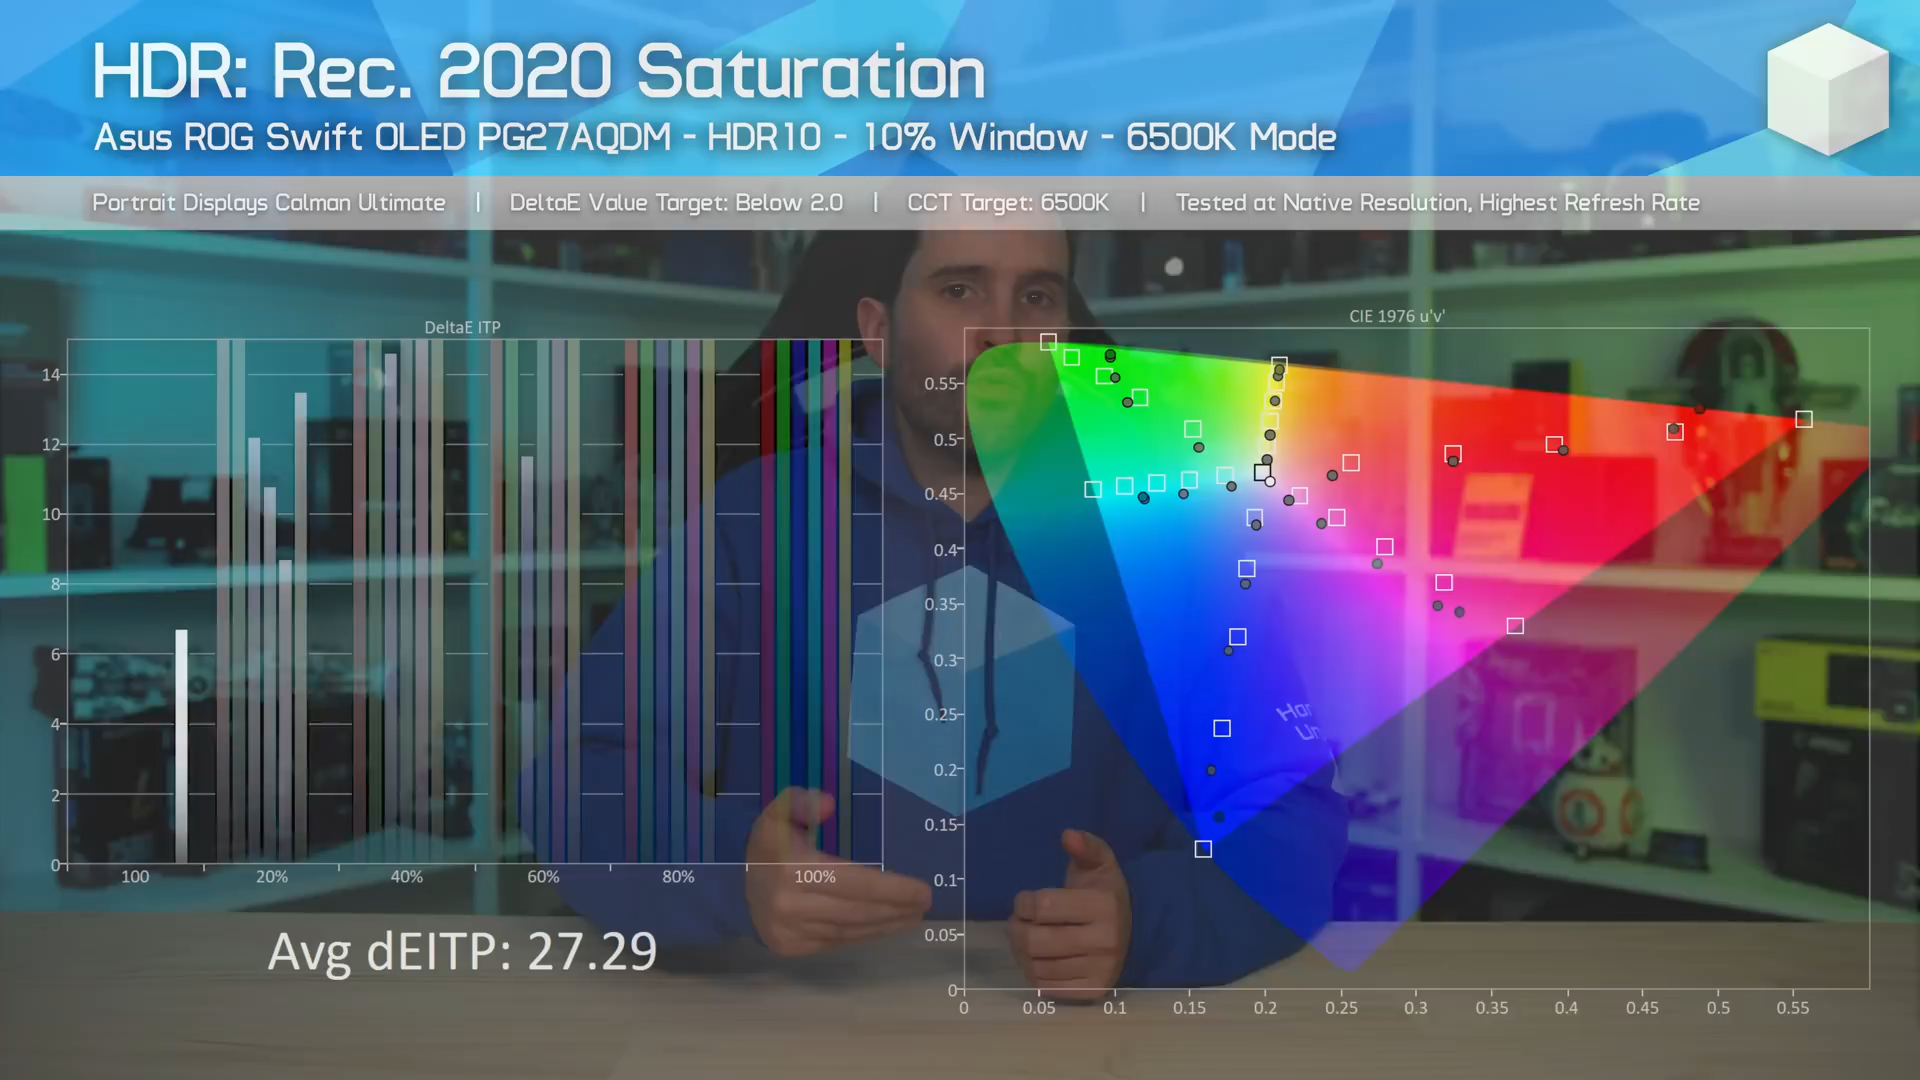 HDR: Rec. 2020 Saturation
Asus ROG Swift OLED PG27AQDM - HDR10 - 10% Window - 6500K Mode
Portrait Displays Calman Ultimate | DeltaE Value Target: Below 2.0 | CCT Target: 6500K | Tested at Native Resolution, Highest Refresh Rate
DeltaE ITP
14
12
10
8
6
4
2
0
100 20% 40% 60% 80% 100%
Avg dEITP: 27.29
CIE 1976 u'v'
0.55
0.5
0.45
0.4
0.35
0.3
0.25
0.2
0.15
0.1
0.05
0
0 0.05 0.1 0.15 0.2 0.25 0.3 0.35 0.4 0.45 0.5 0.55